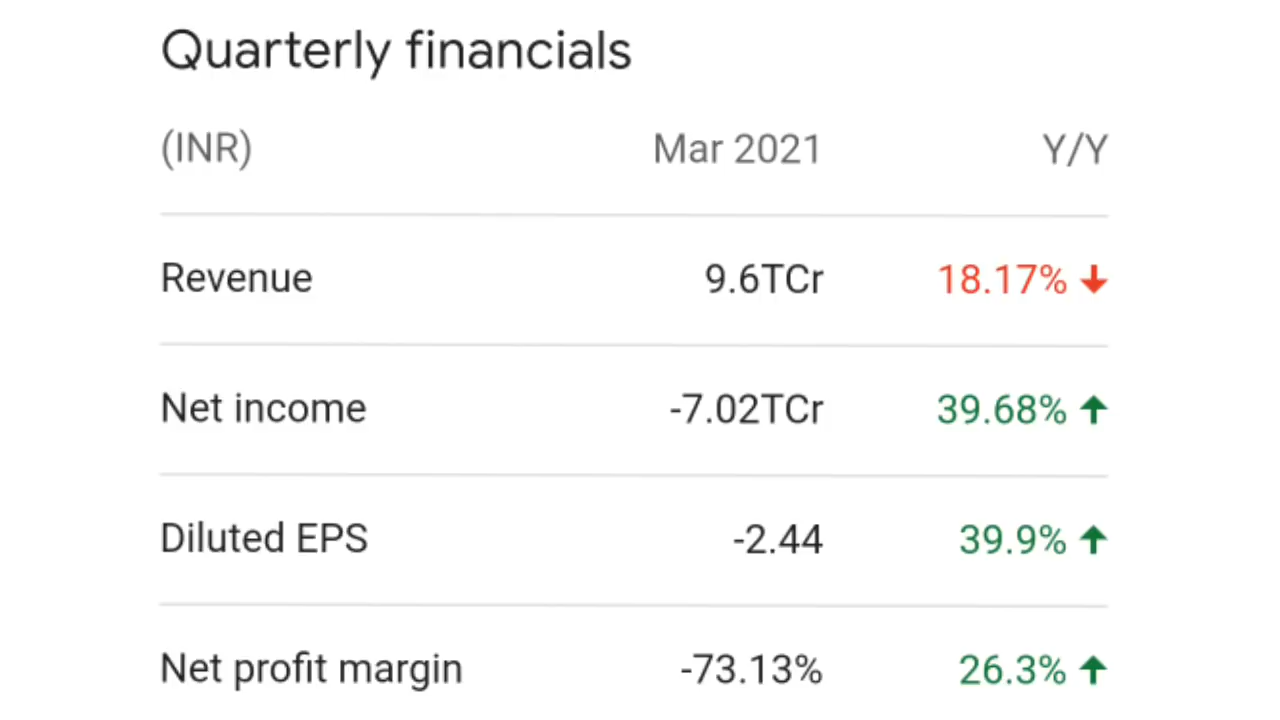 Quarterly financials
(INR) Mar 2021 Y/Y
Revenue 9.6TCr 18.17%
Net income -7.02TCr 39.68%
Diluted EPS -2.44 39.9%
Net profit margin -73.13% 26.3%